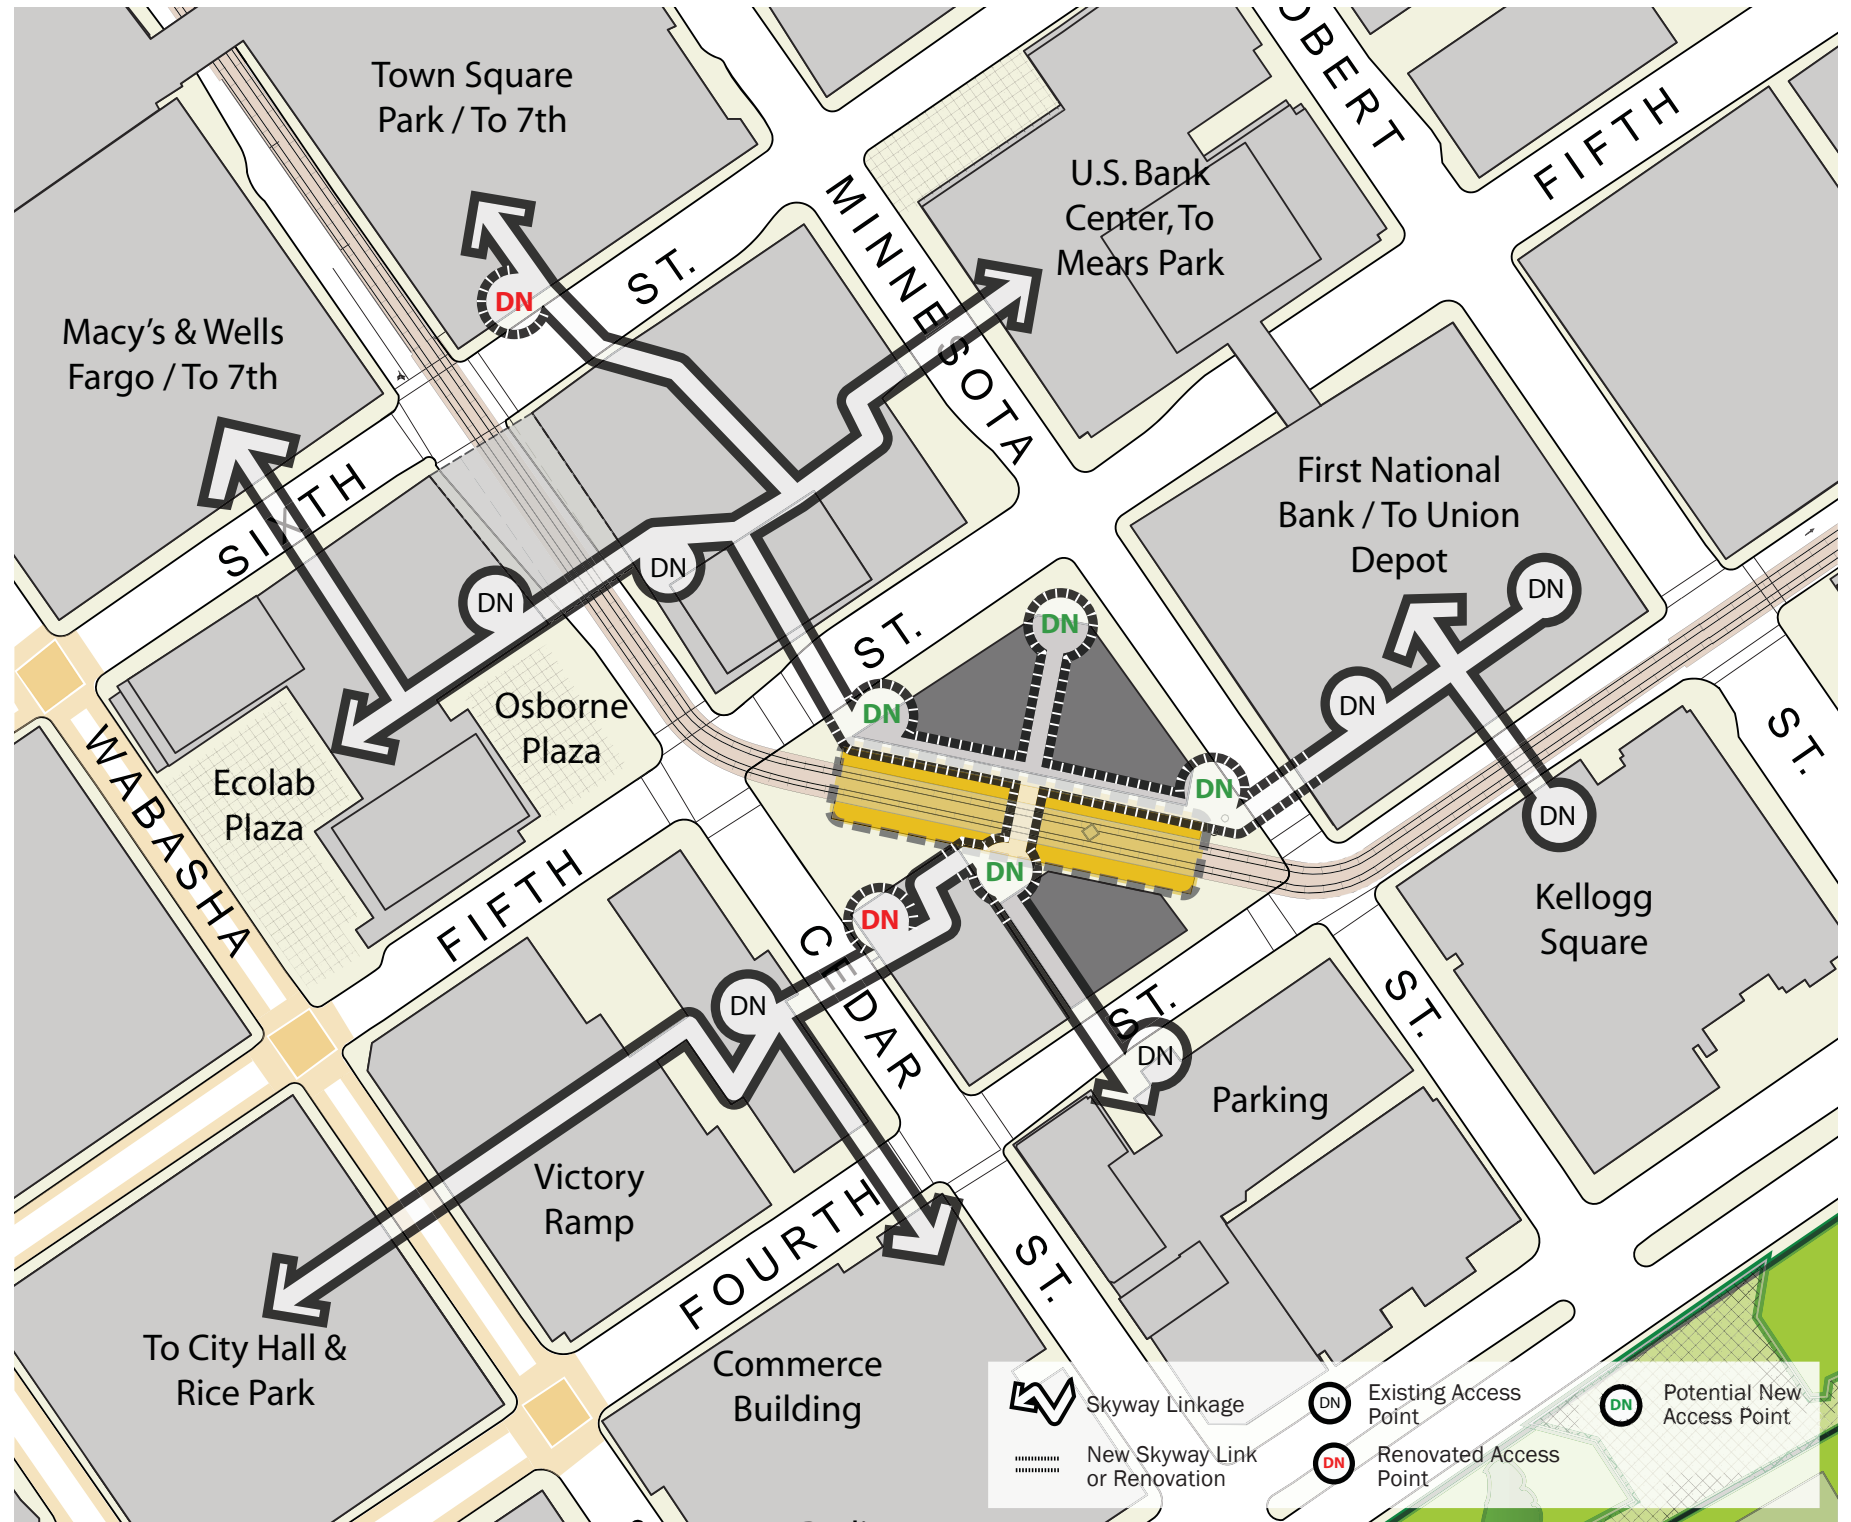 Town Square
Park / To 7th
ROBERT
FIFTH
U.S. Bank
Center, To
Mears Park
MINNESOTA
ST.
DN
Macy's & Wells
Fargo / To 7th
SIXTH
First National
Bank / To Union
Depot
DN
DN
DN
DN
ST.
DN
Osborne
Plaza
DN
DN
DN
ST.
WABASHA
Ecolab
Plaza
DN
DN
Kellogg
Square
FIFTH
DN
CEDAR
DN
ST.
ST.
DN
Parking
Victory
Ramp
FOURTH
ST.
To City Hall &
Rice Park
Commerce
Building
Skyway Linkage
New Skyway Link
or Renovation
DN
Existing Access
Point
DN
Renovated Access
Point
DN
Potential New
Access Point